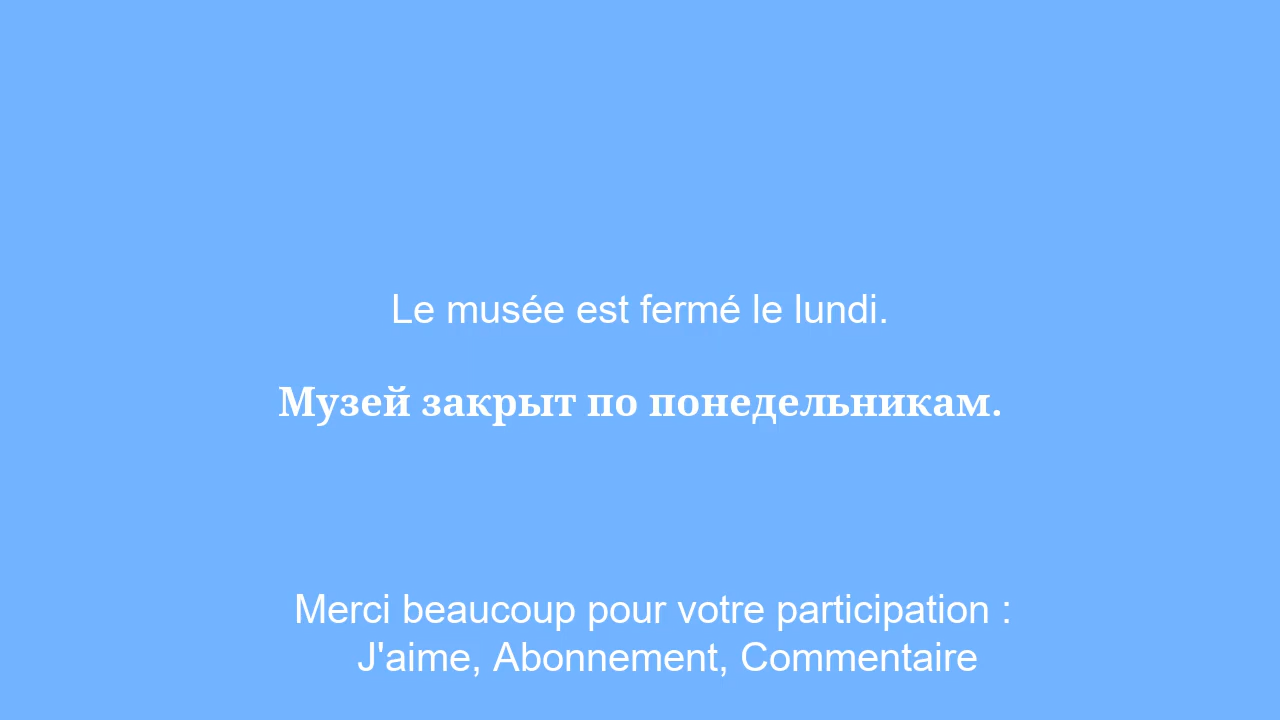 Le musée est fermé le lundi.
Музей закрыт по понедельникам.
Merci beaucoup pour votre participation :
J'aime, Abonnement, Commentaire